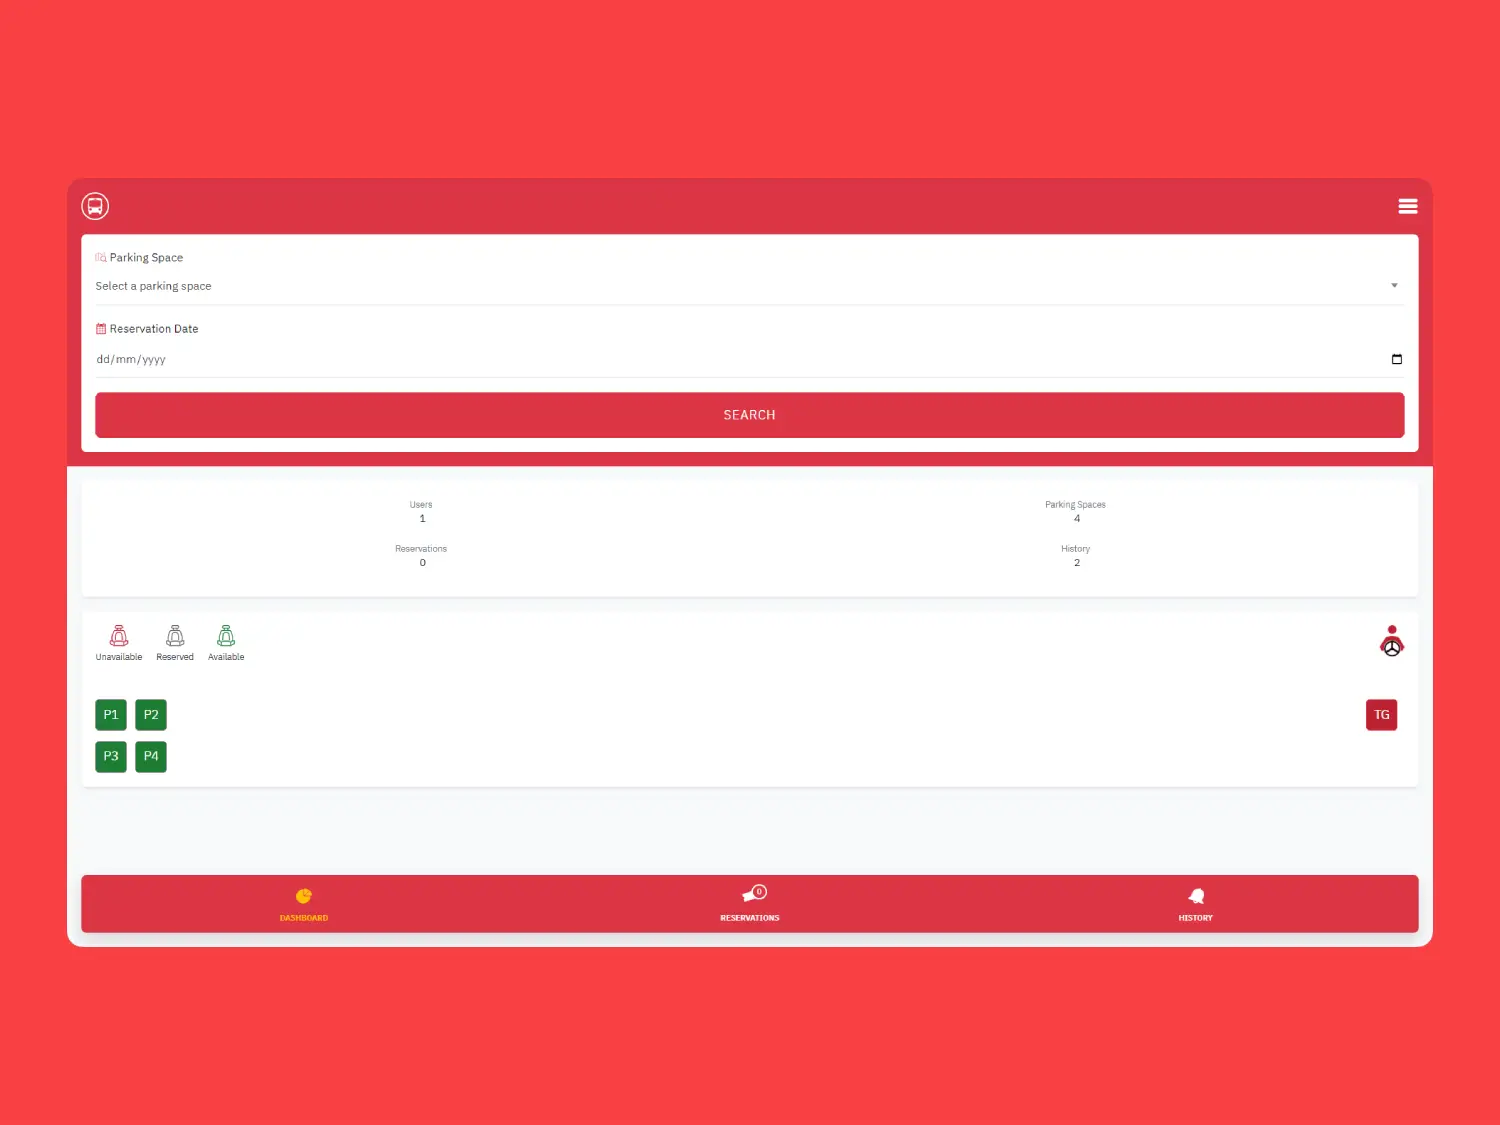 Parking Space
Select a parking space
Reservation Date
dd/mm/yyyy
SEARCH
Users
1
Parking Spaces
4
Reservations
0
History
2
Unavailable
Reserved
Available
P1
P2
TG
P3
P4
DASHBOARD
0
RESERVATIONS
HISTORY